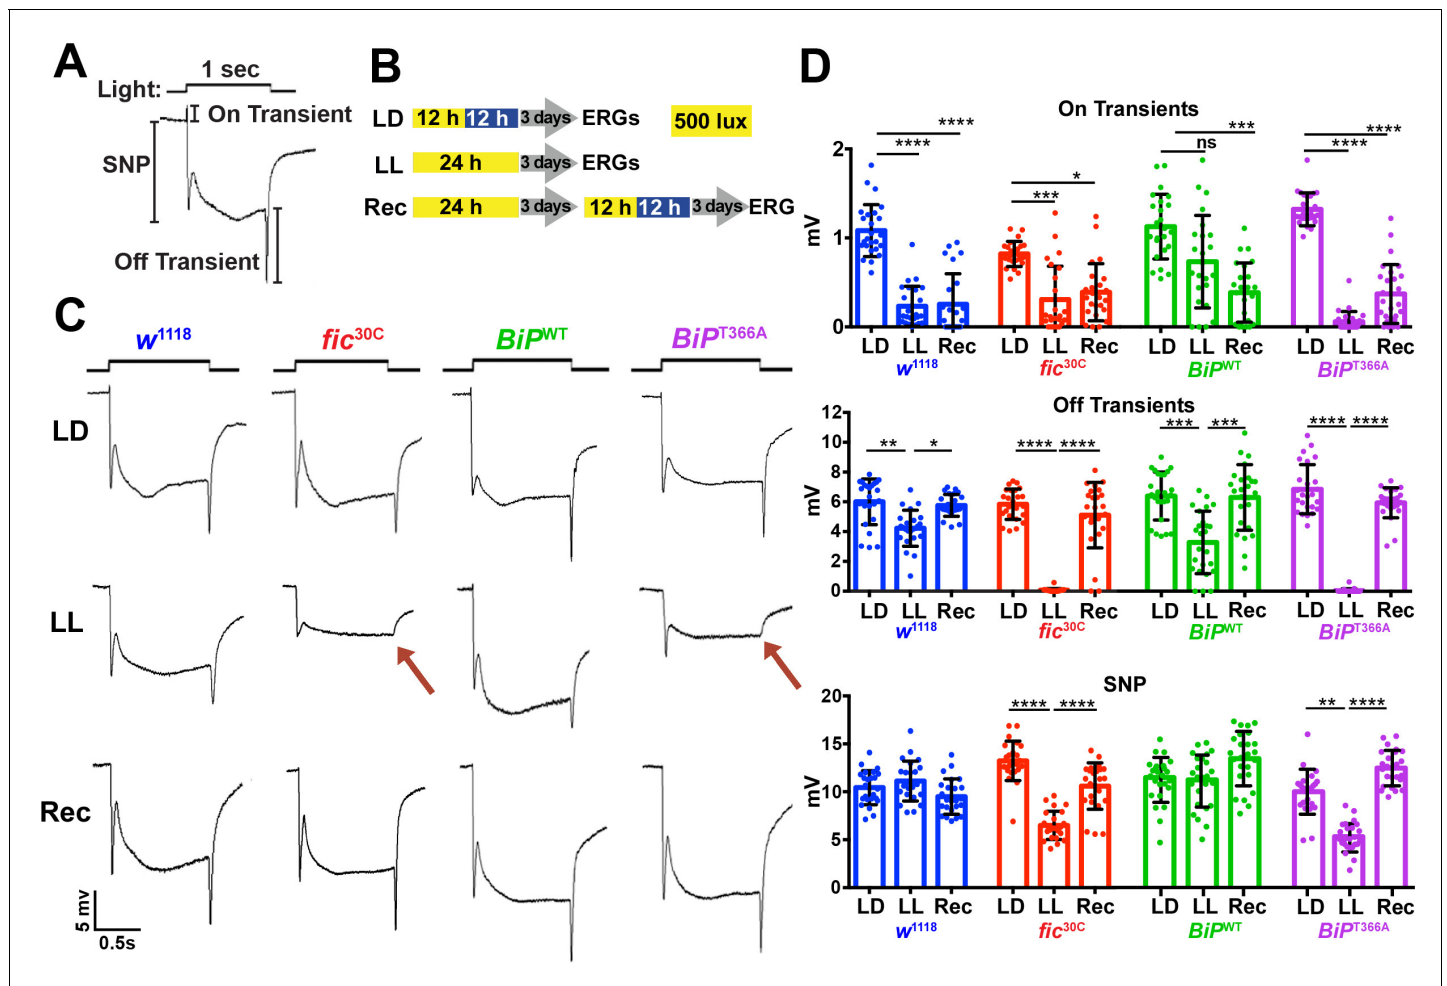 A
Light:
1 sec
On Transient
SNP
Off Transient
B
LD 12 h 12 h 3 days ERGs 500 lux
LL 24 h 3 days ERGs
Rec 24 h 3 days 12 h 12 h 3 days ERG
C
w1118 fic30C BiPWT BiPT366A
LD
LL
Rec
5 mv
0.5s
D
On Transients
**** **** *** * *** ns **** ****
mV
2
1
0
LD LL Rec LD LL Rec LD LL Rec LD LL Rec
w1118 fic30C BiPWT BiPT366A
Off Transients
** * **** **** *** *** **** ****
mV
12
10
8
6
4
2
0
LD LL Rec LD LL Rec LD LL Rec LD LL Rec
w1118 fic30C BiPWT BiPT366A
SNP
**** **** ** ****
mV
20
15
10
5
0
LD LL Rec LD LL Rec LD LL Rec LD LL Rec
w1118 fic30C BiPWT BiPT366A